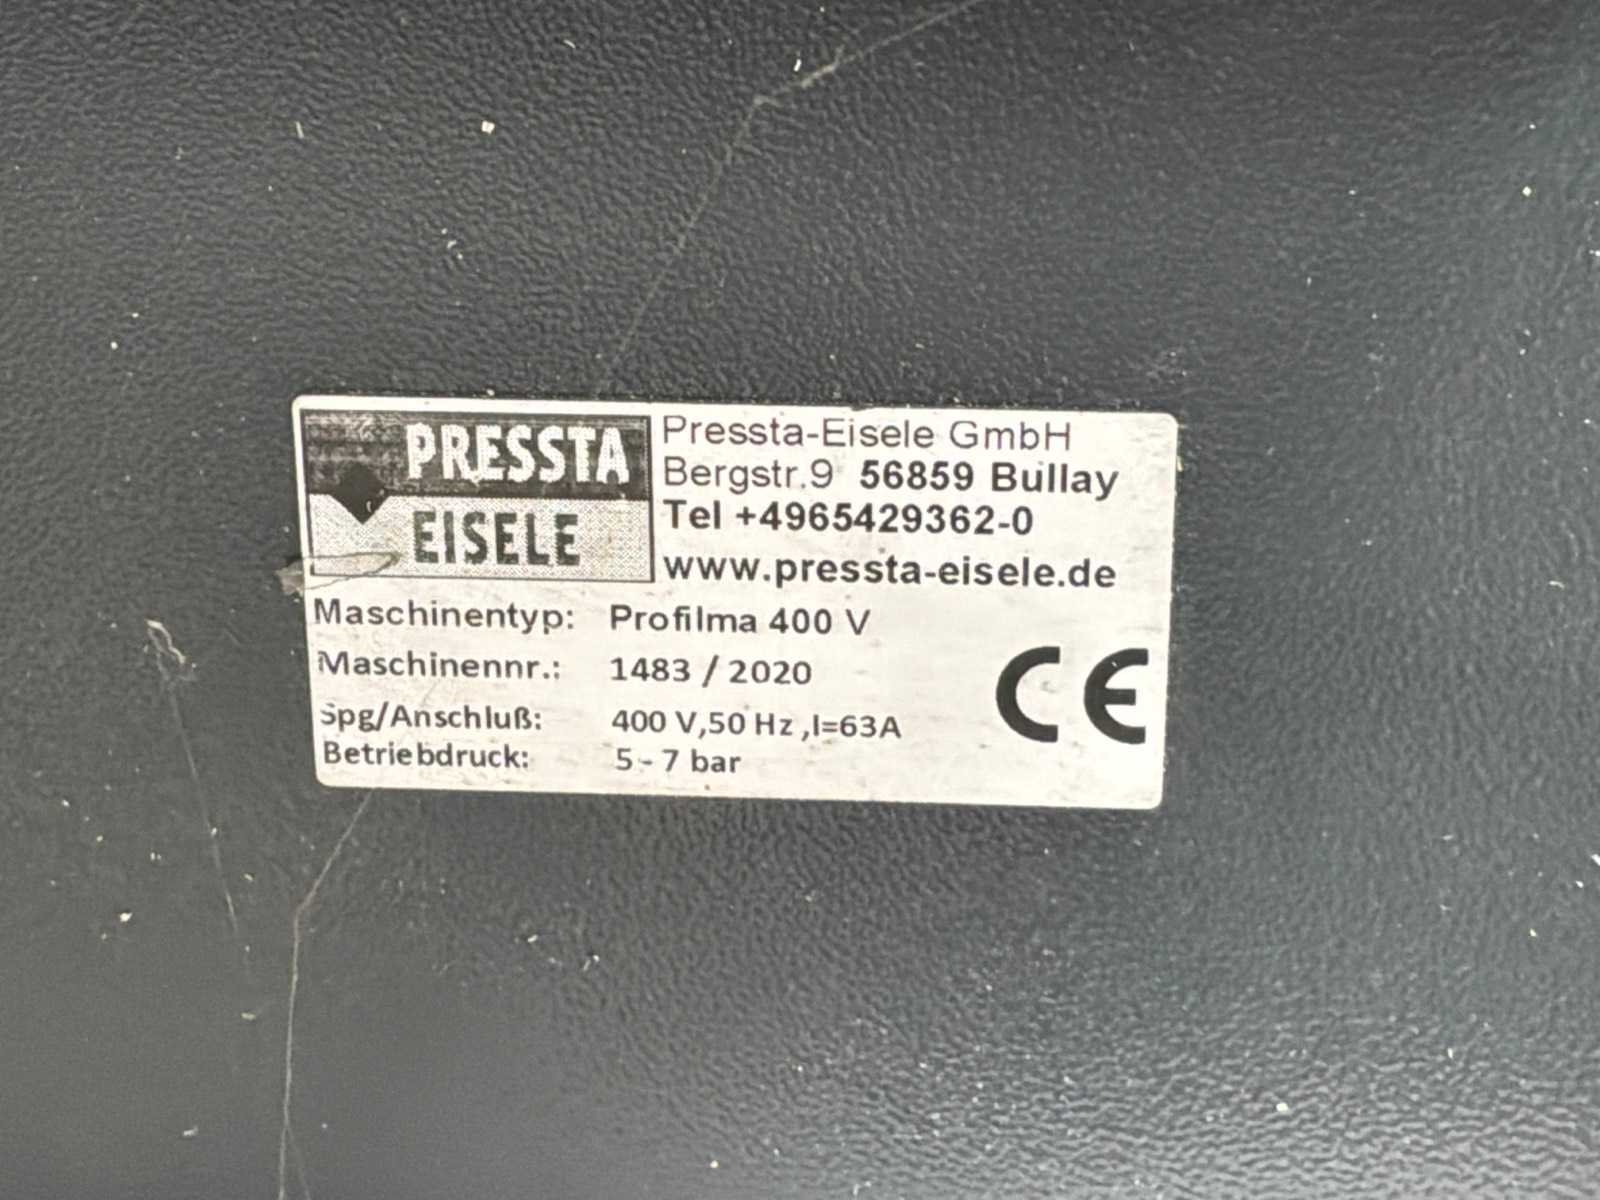 PRESSTA
EISELE
Pressta-Eisele GmbH
Bergstr.9 56859 Bullay
Tel +4965429362-0
www.pressta-eisele.de
Maschinentyp: Profilma 400 V
Maschinennr.: 1483 / 2020
Spg/Anschluß: 400 V,50 Hz ,I=63A
Betriebdruck: 5 - 7 bar
CE